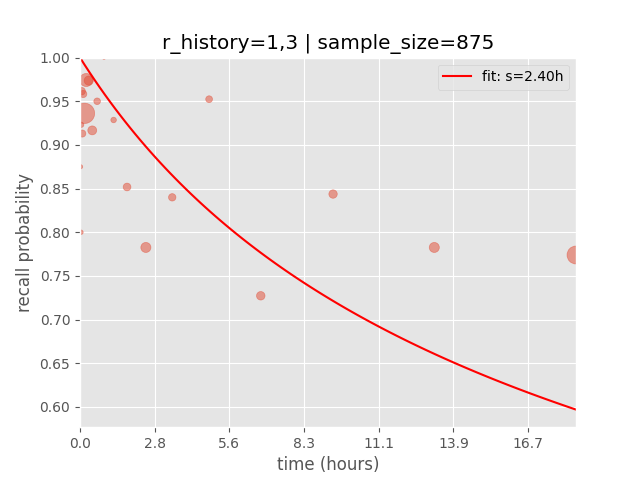 r_history=1,3 | sample_size=875
fit: s=2.40h
1.00
0.95
0.90
0.85
0.80
0.75
0.70
0.65
0.60
recall probability
0.0 2.8 5.6 8.3 11.1 13.9 16.7
time (hours)